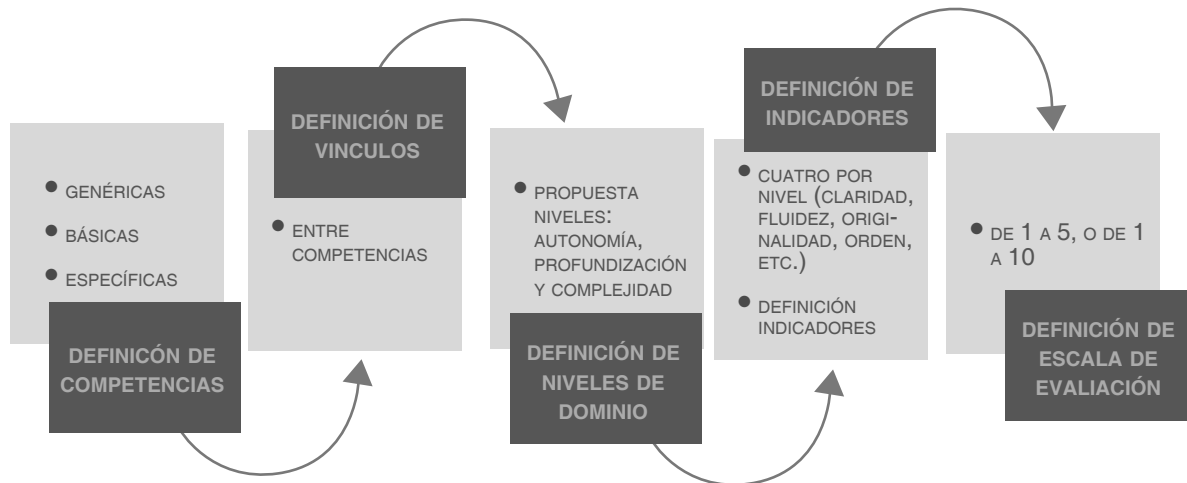 ● GENÉRICAS
● BÁSICAS
● ESPECÍFICAS
DEFINICÓN DE
COMPETENCIAS
DEFINICIÓN DE
VINCULOS
● ENTRE
COMPETENCIAS
● PROPUESTA
NIVELES:
AUTONOMÍA,
PROFUNDIZACIÓN
Y COMPLEJIDAD
DEFINICIÓN DE
NIVELES DE
DOMINIO
DEFINICIÓN DE
INDICADORES
● CUATRO POR
NIVEL (CLARIDAD,
FLUIDEZ, ORIGI-
NALIDAD, ORDEN,
ETC.)
● DEFINICIÓN
INDICADORES
● DE 1 A 5, O DE 1
A 10
DEFINICIÓN DE
ESCALA DE
EVALIACIÓN